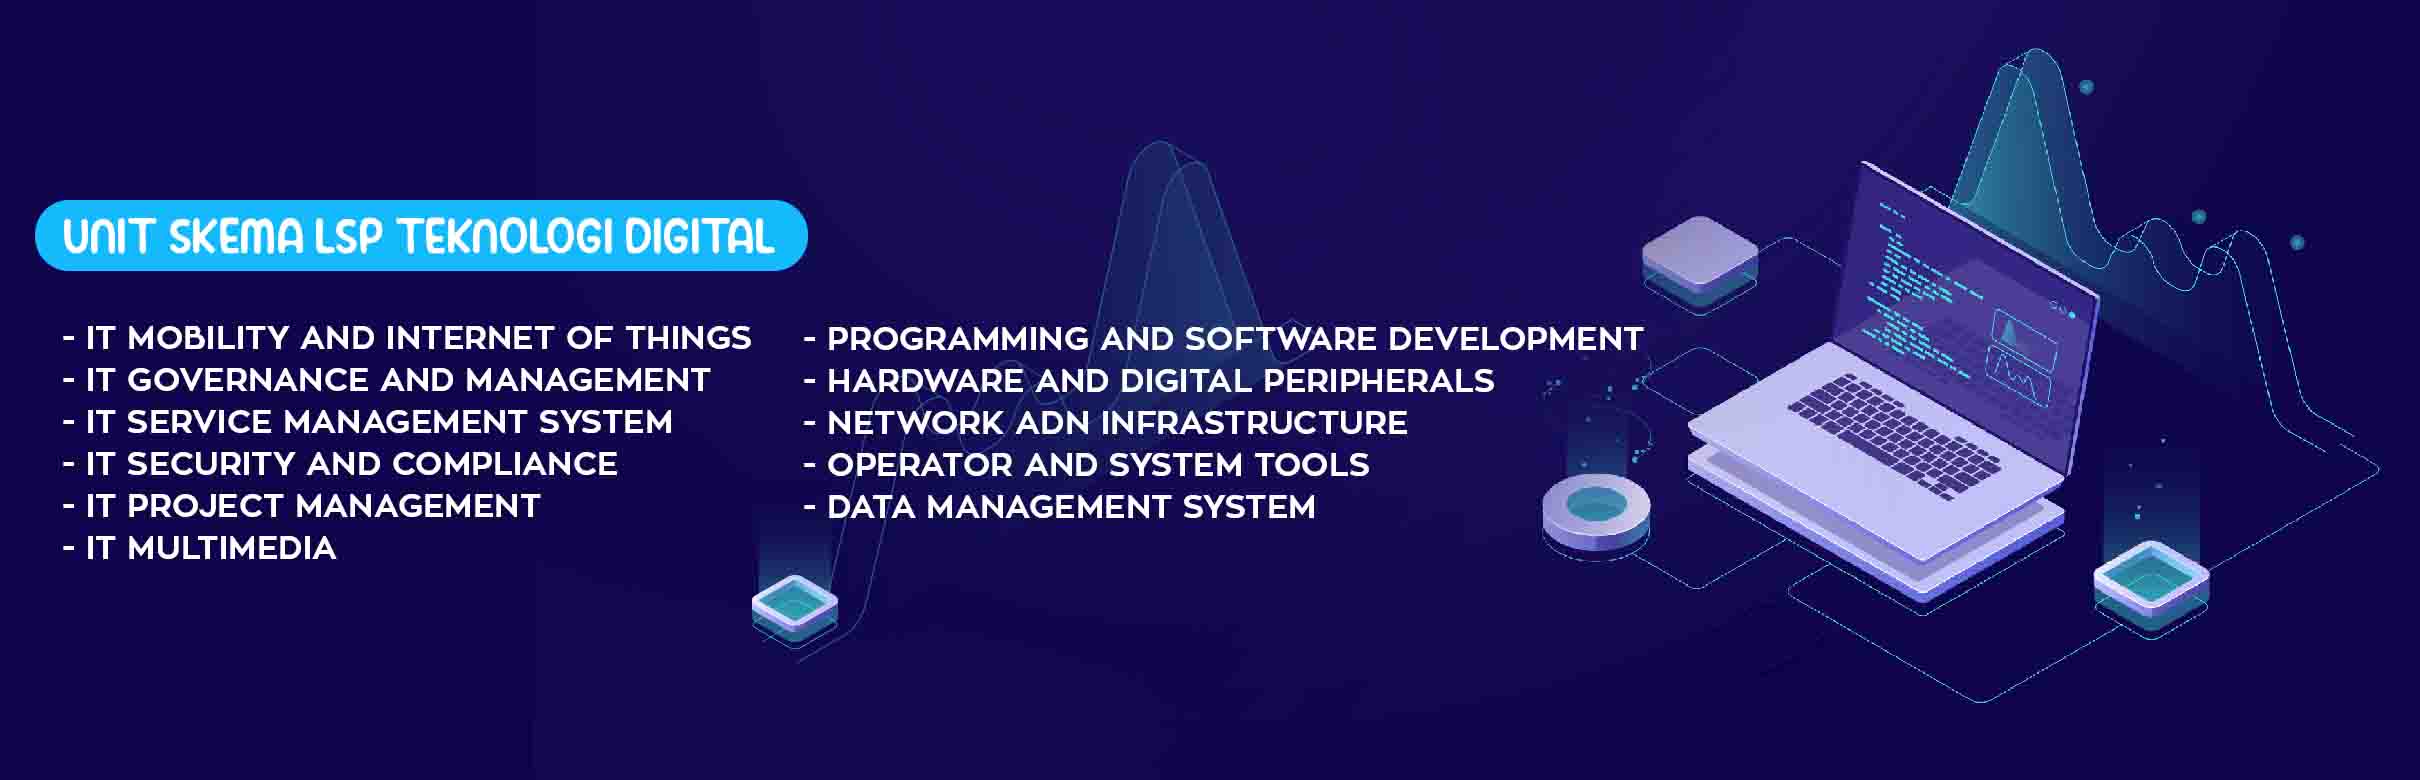 UNIT SKEMA LSP TEKNOLOGI DIGITAL
- IT MOBILITY AND INTERNET OF THINGS
- IT GOVERNANCE AND MANAGEMENT
- IT SERVICE MANAGEMENT SYSTEM
- IT SECURITY AND COMPLIANCE
- IT PROJECT MANAGEMENT
- IT MULTIMEDIA
- PROGRAMMING AND SOFTWARE DEVELOPMENT
- HARDWARE AND DIGITAL PERIPHERALS
- NETWORK ADN INFRASTRUCTURE
- OPERATOR AND SYSTEM TOOLS
- DATA MANAGEMENT SYSTEM